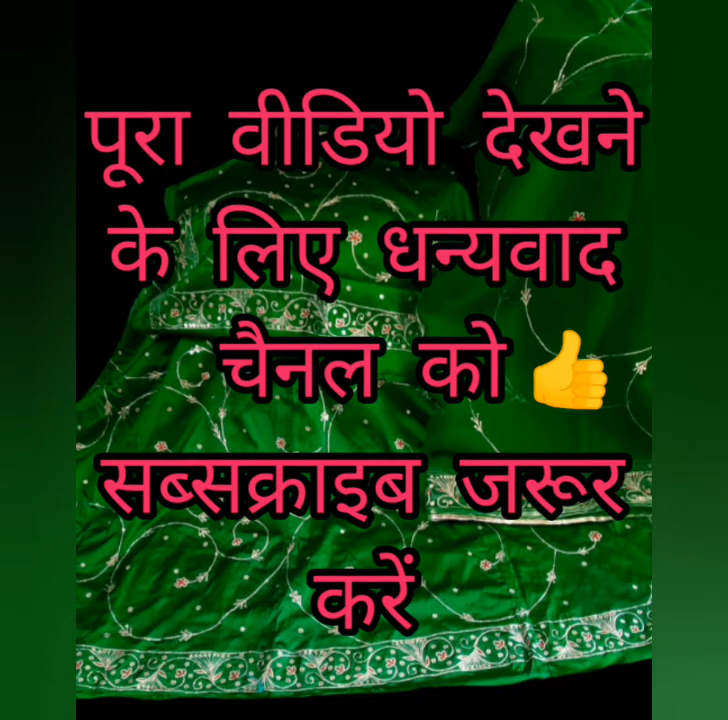 पूरा वीडियो देखने
के लिए धन्यवाद
चैनल को 👍
सब्सक्राइब जरूर
करें